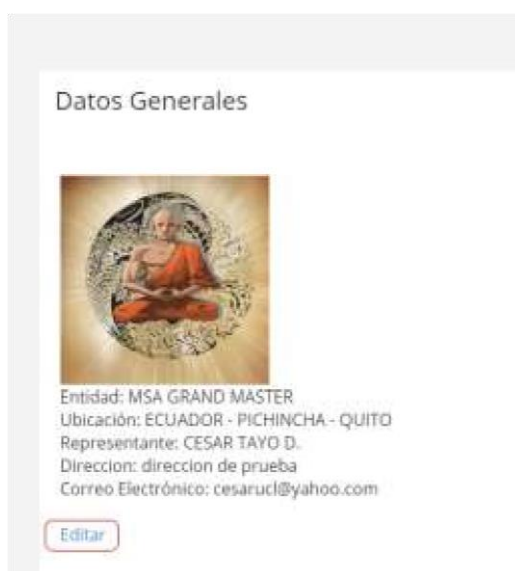 Datos Generales
Entidad: MSA GRAND MASTER
Ubicación: ECUADOR - PICHINCHA - QUITO
Representante: CESAR TAYO D.
Direccion: direccion de prueba
Correo Electrónico: cesarucl@yahoo.com
Editar